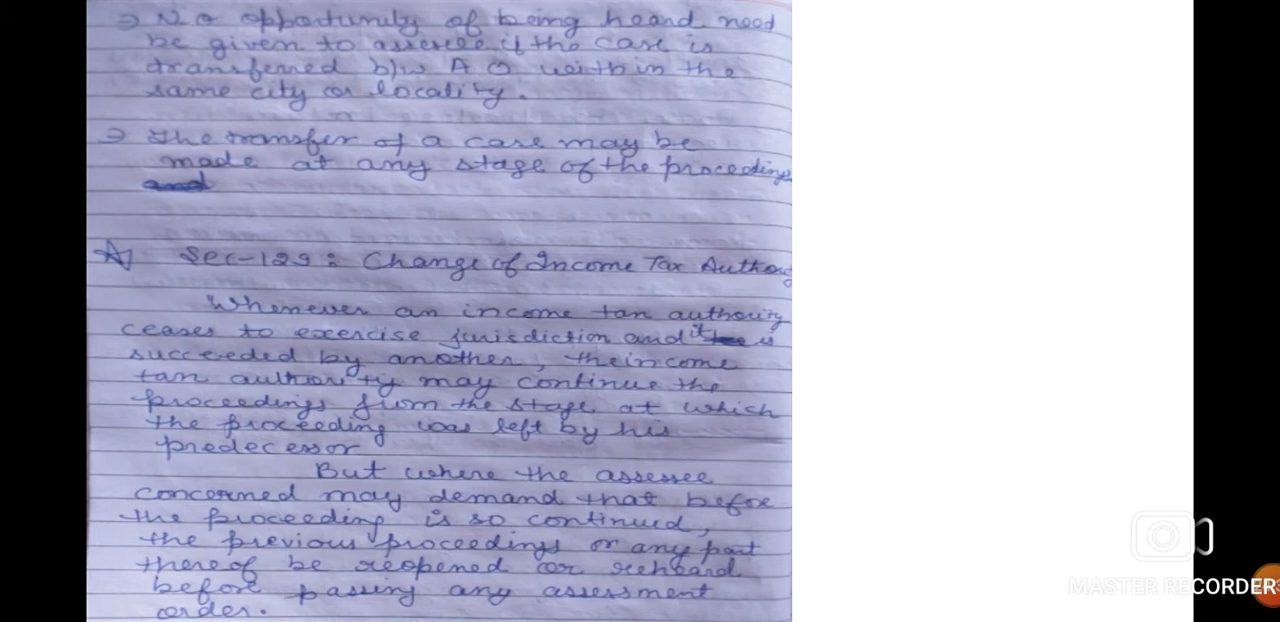 ⇒ No opportunity of being heard need
be given to assessee if the case is
transferred b/w A O within the
same city or locality.
⇒ The transfer of a case may be
made at any stage of the proceedings
Sec-129: Change of Income Tax Authority
Whenever an income tax authority
ceases to exercise jurisdiction and it is
succeeded by another, the income
tax authority may continue the
proceedings from the stage at which
the proceeding was left by his
predecessor
But where the assessee
concerned may demand that before
the proceeding is so continued,
the previous proceedings or any part
thereof be reopened or reheard
before passing any assessment
order.
MASTER RECORDER